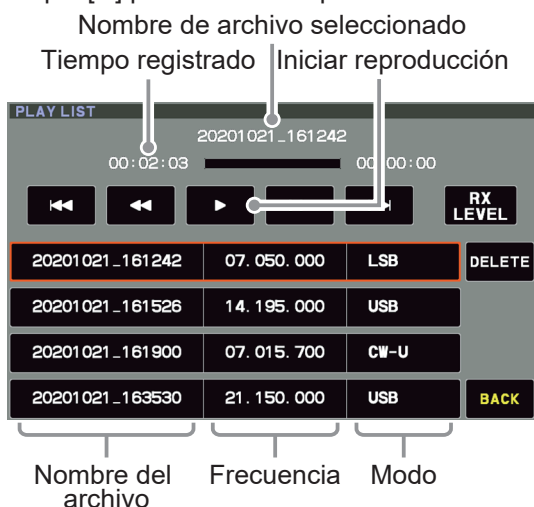 Nombre de archivo seleccionado
Tiempo registrado Iniciar reproducción
PLAY LIST
20201021_161242
00:02:03 00:00:00
RX
LEVEL
20201021_161242 07.050.000 LSB DELETE
20201021_161526 14.195.000 USB
20201021_161900 07.015.700 CW-U
20201021_163530 21.150.000 USB BACK
Nombre del Frecuencia Modo
archivo